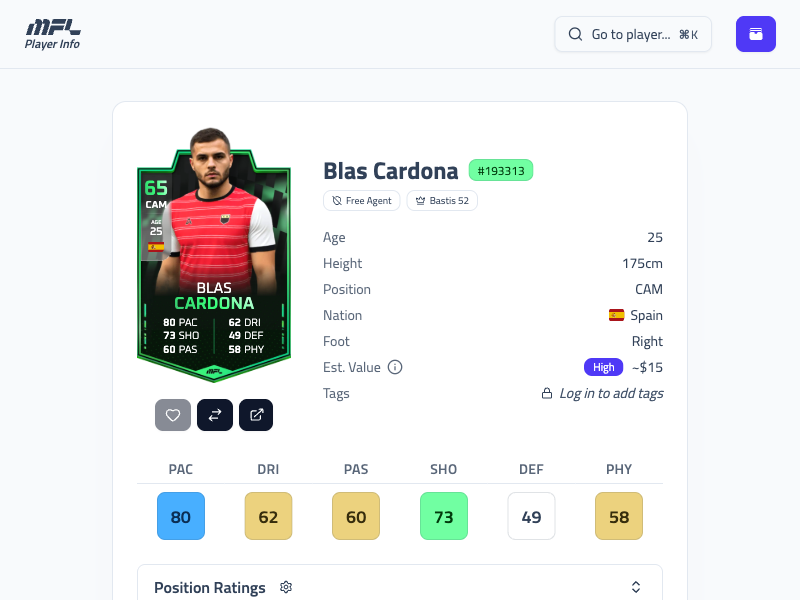 MFL
Player Info
Go to player... ⌘K
65
CAM
AGE
25
BLAS
CARDONA
80 PAC 62 DRI
73 SHO 49 DEF
60 PAS 58 PHY
MFL
Blas Cardona #193313
Free Agent Bastis 52
Age 25
Height 175cm
Position CAM
Nation Spain
Foot Right
Est. Value High ~$15
Tags Log in to add tags
PAC DRI PAS SHO DEF PHY
80 62 60 73 49 58
Position Ratings